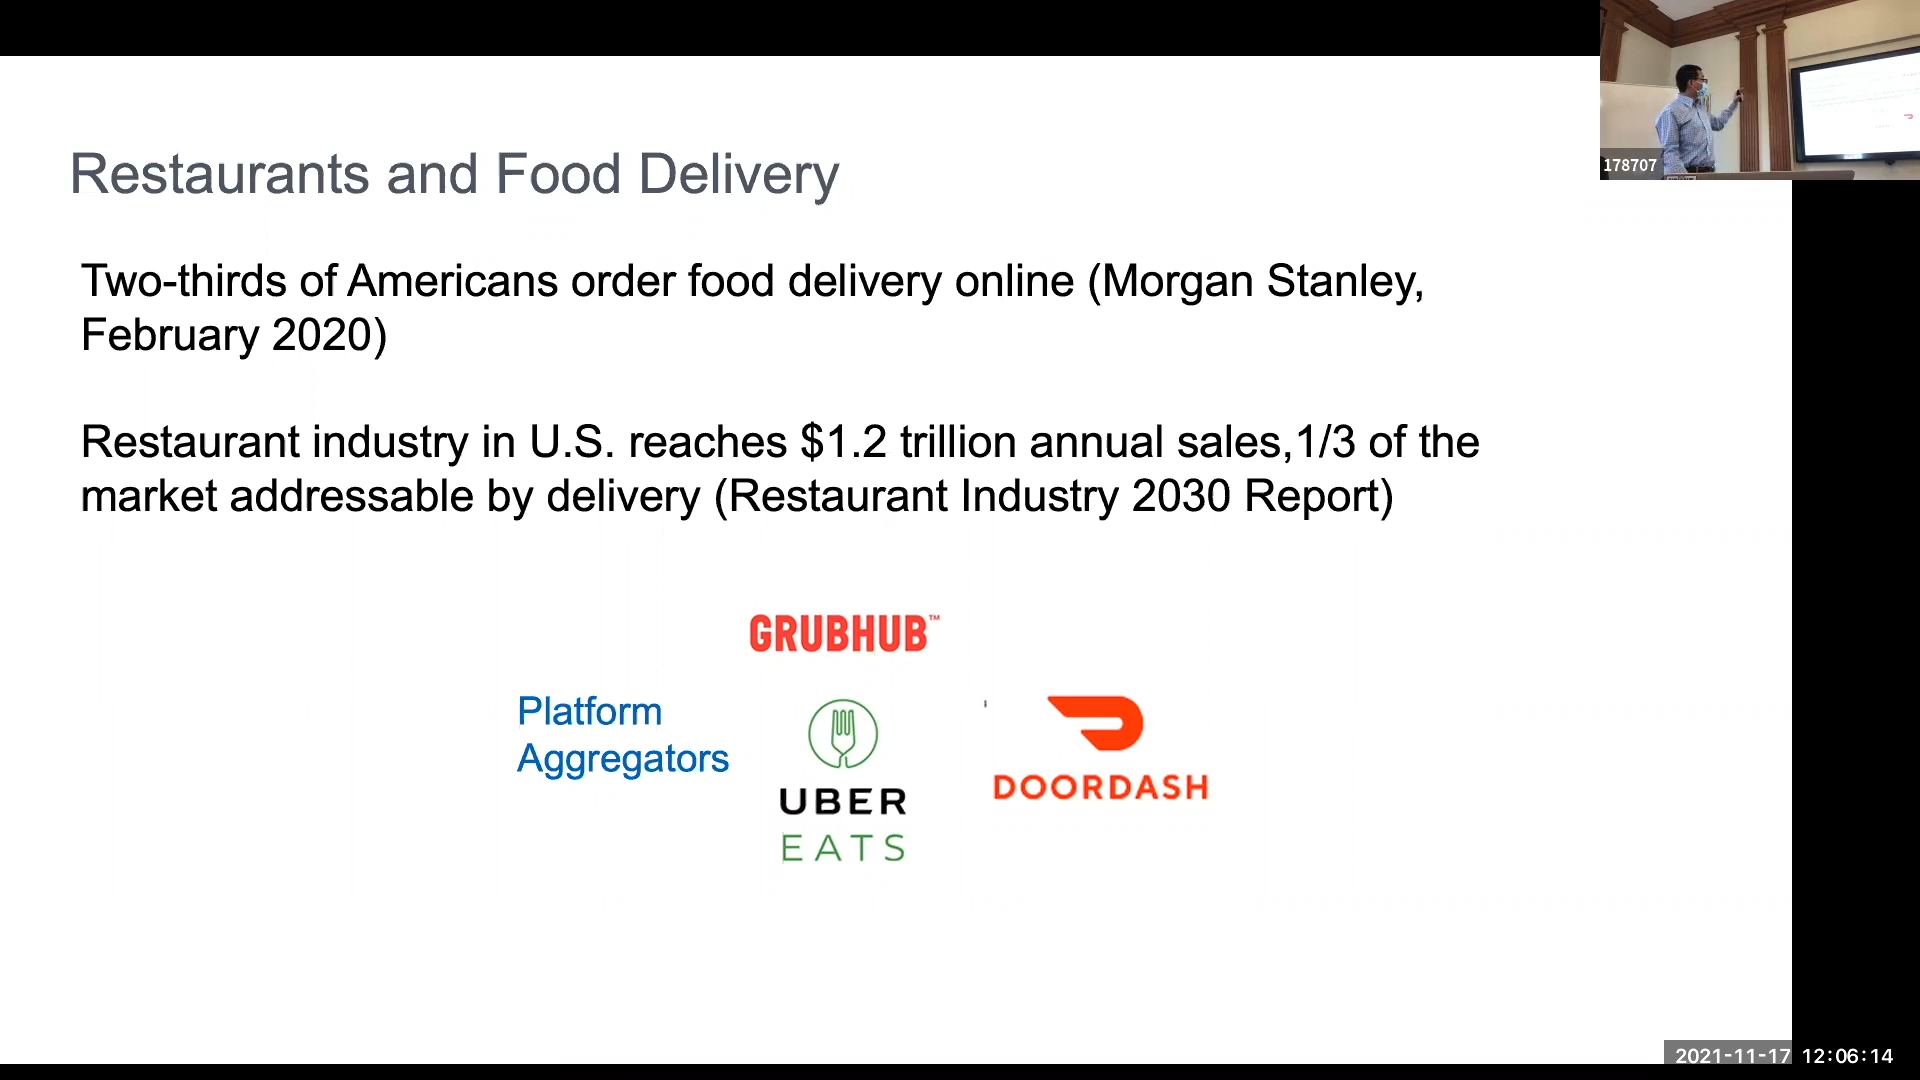 178707
Restaurants and Food Delivery
Two-thirds of Americans order food delivery online (Morgan Stanley,
February 2020)
Restaurant industry in U.S. reaches $1.2 trillion annual sales,1/3 of the
market addressable by delivery (Restaurant Industry 2030 Report)
GRUBHUB™
Platform
Aggregators
UBER
EATS
DOORDASH
2021-11-17 12:06:14